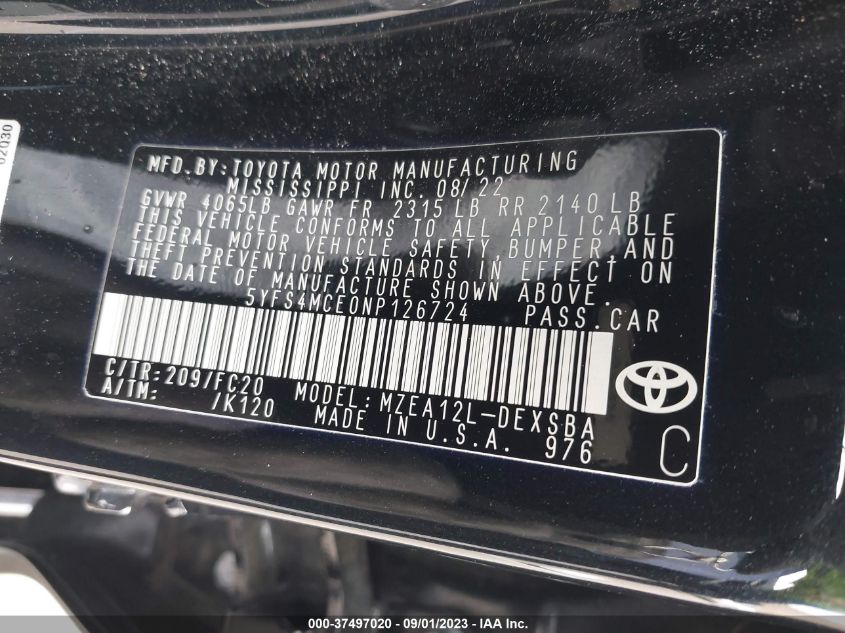 02Q30
MFD. BY: TOYOTA MOTOR MANUFACTURING
MISSISSIPPI INC. 08/22
GVWR 4065LB GAWR FR 2315 LB RR 2140 LB
THIS VEHICLE CONFORMS TO ALL APPLICABLE
FEDERAL MOTOR VEHICLE SAFETY, BUMPER, AND
THEFT PREVENTION STANDARDS IN EFFECT ON
THE DATE OF MANUFACTURE SHOWN ABOVE.
5YFS4MCE0NP126724 PASS. CAR
C/TR: 209/FC20 MODEL: MZEA12L-DEXSBA
A/TM: /K120 MADE IN U.S.A. 976
C
000-37497020 - 09/01/2023 - Copyright © IAA, Inc.